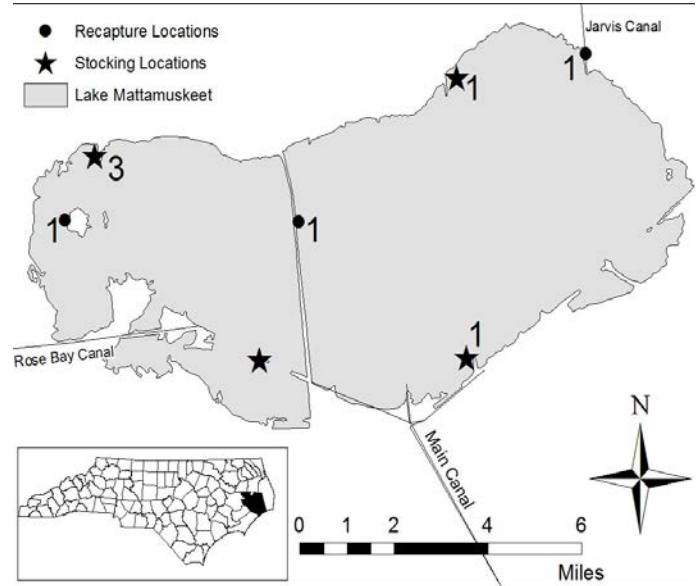 Recapture Locations
Stocking Locations
Lake Mattamuskeet
Jarvis Canal
1
1
3
1
1
1
Rose Bay Canal
Main Canal
N
0 1 2 4 6
Miles